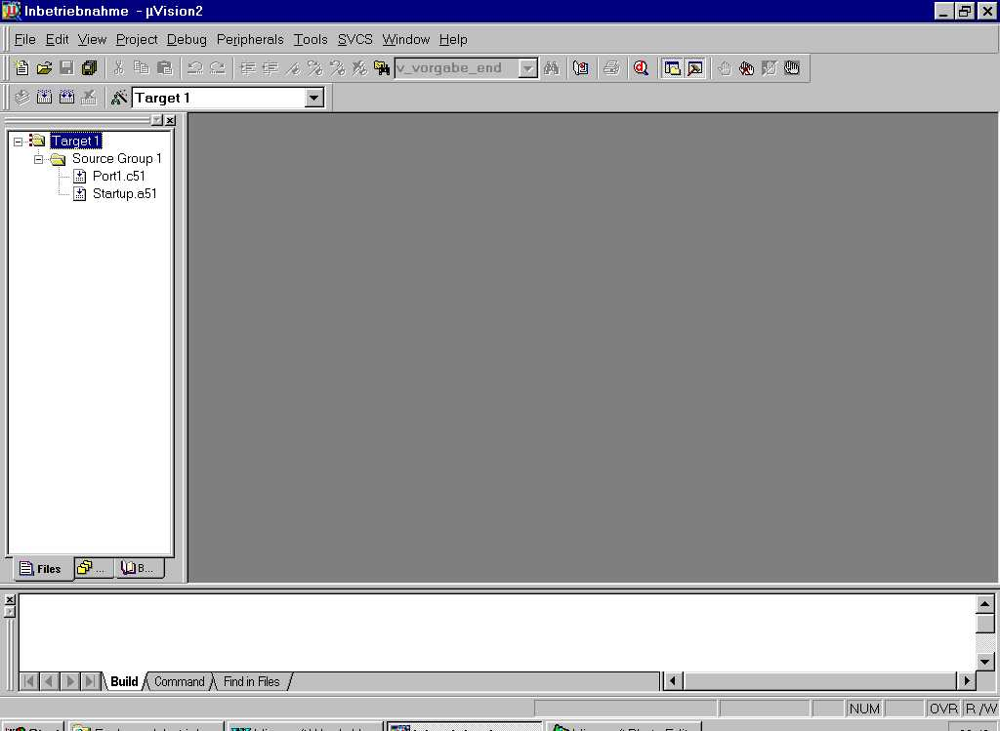 Inbetriebnahme - µVision2
File Edit View Project Debug Peripherals Tools SVCS Window Help
v_vorgabe_end
Target 1
Target 1
Source Group 1
Port1.c51
Startup.a51
Files ... B...
Build Command Find in Files
NUM OVR R /W